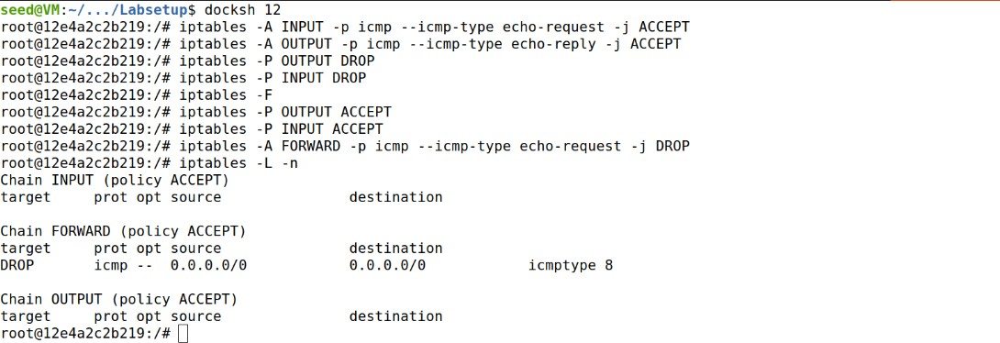 seed@VM:~/.../Labsetup$ docksh 12
root@12e4a2c2b219:/# iptables -A INPUT -p icmp --icmp-type echo-request -j ACCEPT
root@12e4a2c2b219:/# iptables -A OUTPUT -p icmp --icmp-type echo-reply -j ACCEPT
root@12e4a2c2b219:/# iptables -P OUTPUT DROP
root@12e4a2c2b219:/# iptables -P INPUT DROP
root@12e4a2c2b219:/# iptables -F
root@12e4a2c2b219:/# iptables -P OUTPUT ACCEPT
root@12e4a2c2b219:/# iptables -P INPUT ACCEPT
root@12e4a2c2b219:/# iptables -A FORWARD -p icmp --icmp-type echo-request -j DROP
root@12e4a2c2b219:/# iptables -L -n
Chain INPUT (policy ACCEPT)
target     prot opt source               destination

Chain FORWARD (policy ACCEPT)
target     prot opt source               destination
DROP       icmp --  0.0.0.0/0            0.0.0.0/0            icmptype 8

Chain OUTPUT (policy ACCEPT)
target     prot opt source               destination
root@12e4a2c2b219:/#